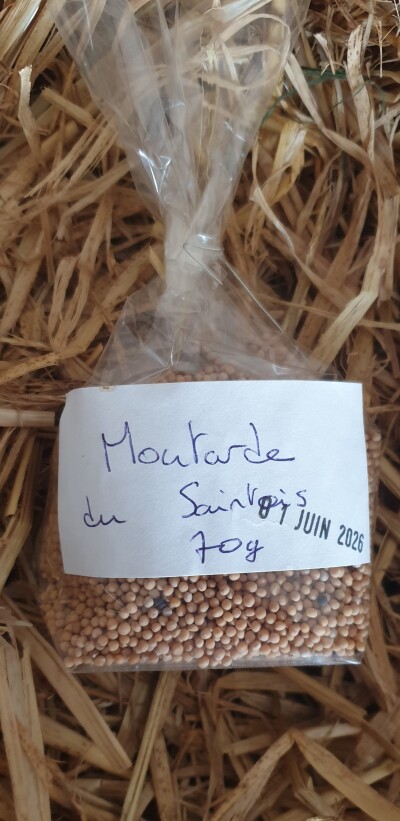 Moutarde
du Saintois
70g
01 JUIN 2026